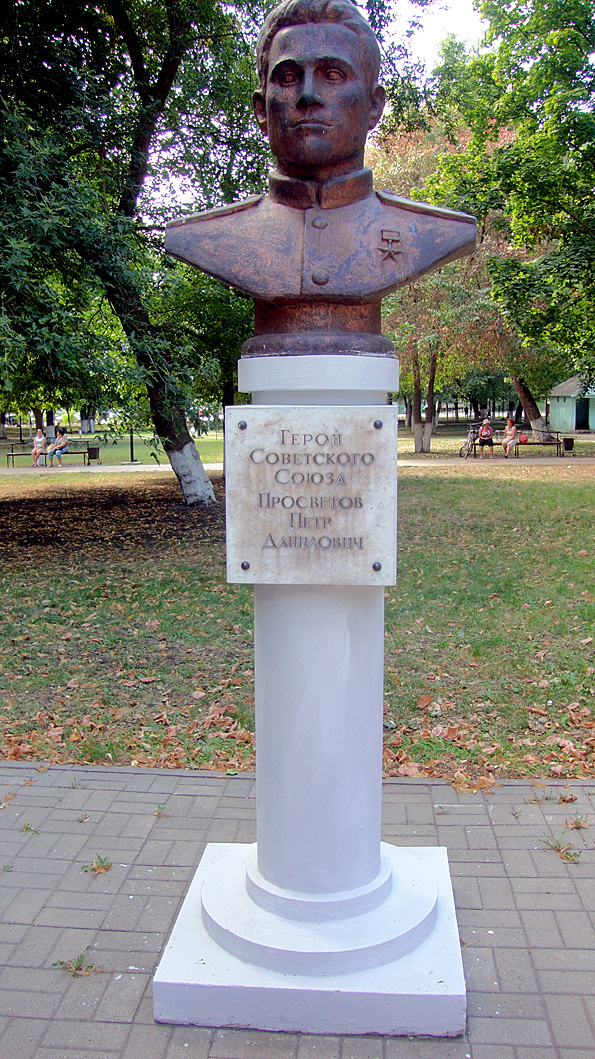 Герой
Советского
Союза
Просветов
Петр
Данилович